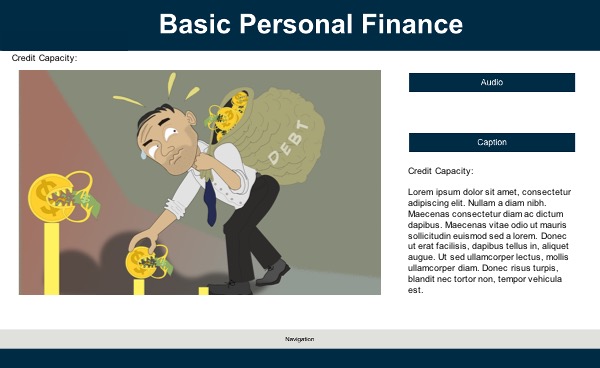 Basic Personal Finance
Credit Capacity:
DEBT
Audio
Caption
Credit Capacity:
Lorem ipsum dolor sit amet, consectetur
adipiscing elit. Nullam a diam nibh.
Maecenas consectetur diam ac dictum
dapibus. Maecenas vitae odio ut mauris
sollicitudin euismod sed a lorem. Donec
ut erat facilisis, dapibus tellus in, aliquet
augue. Ut sed ullamcorper lectus, mollis
ullamcorper diam. Donec risus turpis,
blandit nec tortor non, tempor vehicula
est.
Navigation